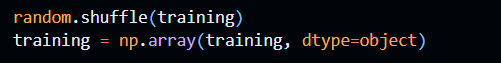 random.shuffle(training)
training = np.array(training, dtype=object)